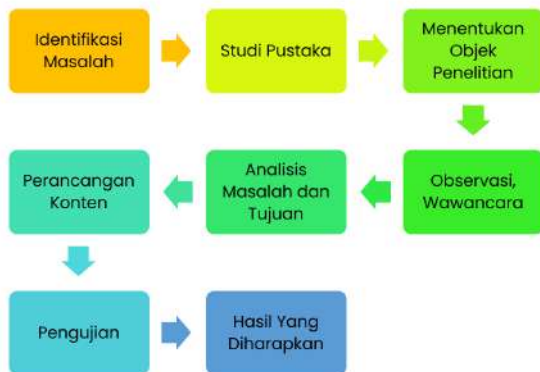 Identifikasi
Masalah
Studi Pustaka
Menentukan
Objek
Penelitian
Observasi,
Wawancara
Analisis
Masalah dan
Tujuan
Perancangan
Konten
Pengujian
Hasil Yang
Diharapkan